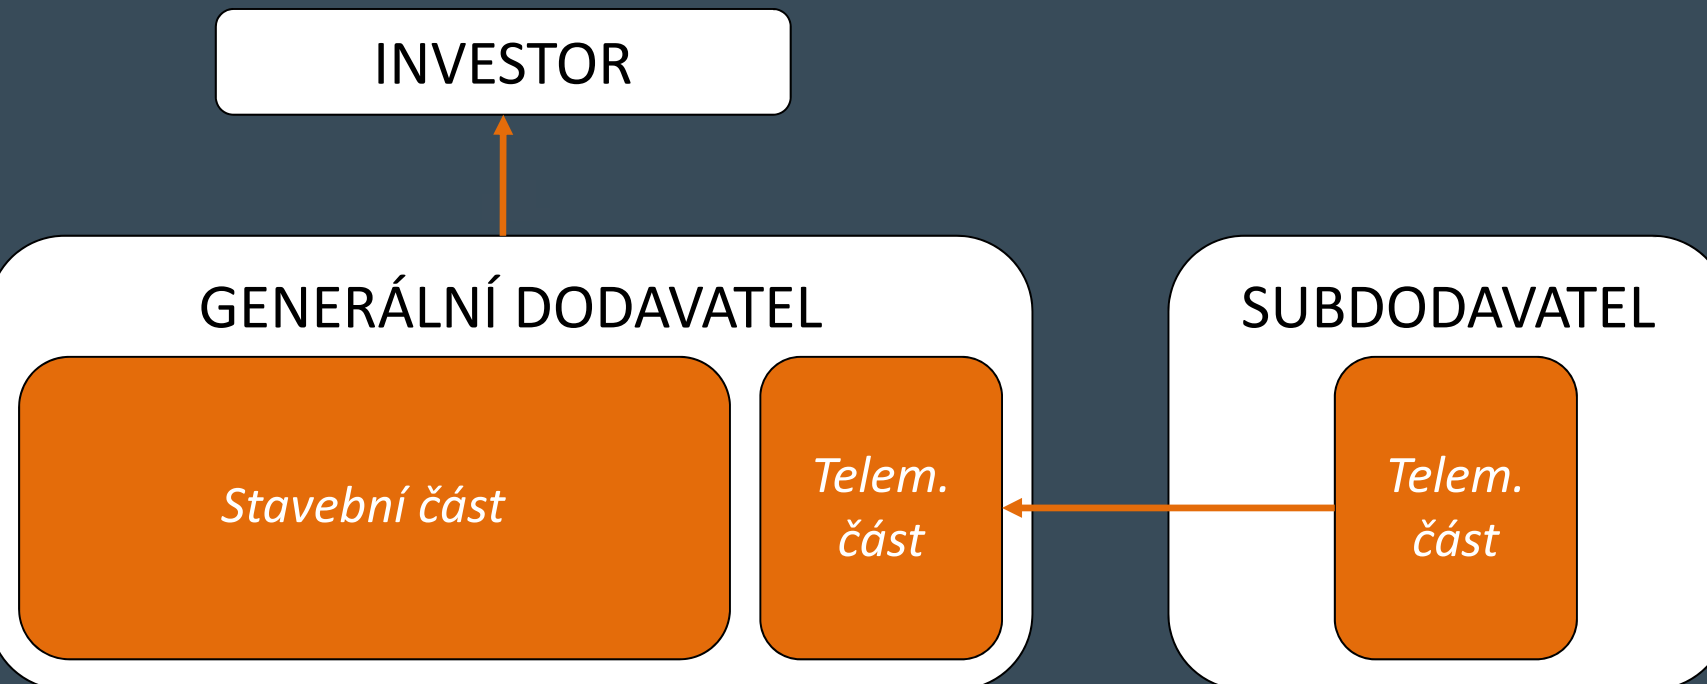 INVESTOR
GENERÁLNÍ DODAVATEL
Stavební část
Telem.
část
SUBDODAVATEL
Telem.
část